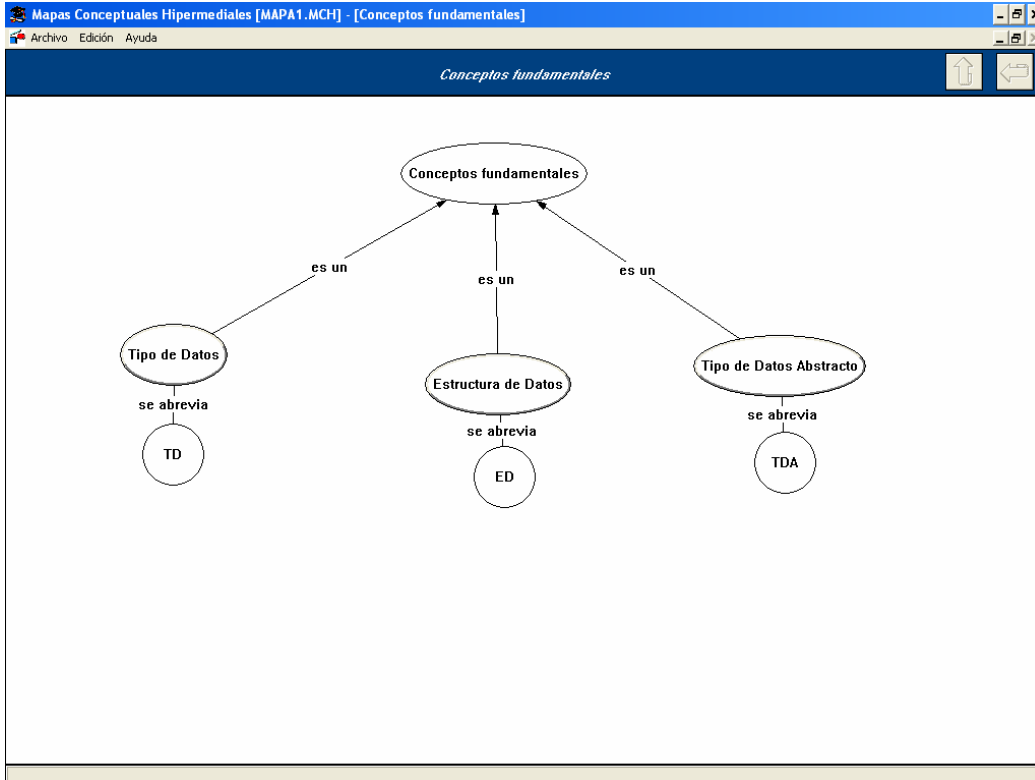 Mapas Conceptuales Hipermediales [MAPA1.MCH] - [Conceptos fundamentales]
Archivo Edición Ayuda
Conceptos fundamentales
Conceptos fundamentales
es un
es un
es un
Tipo de Datos
Estructura de Datos
Tipo de Datos Abstracto
se abrevia
se abrevia
se abrevia
TD
ED
TDA